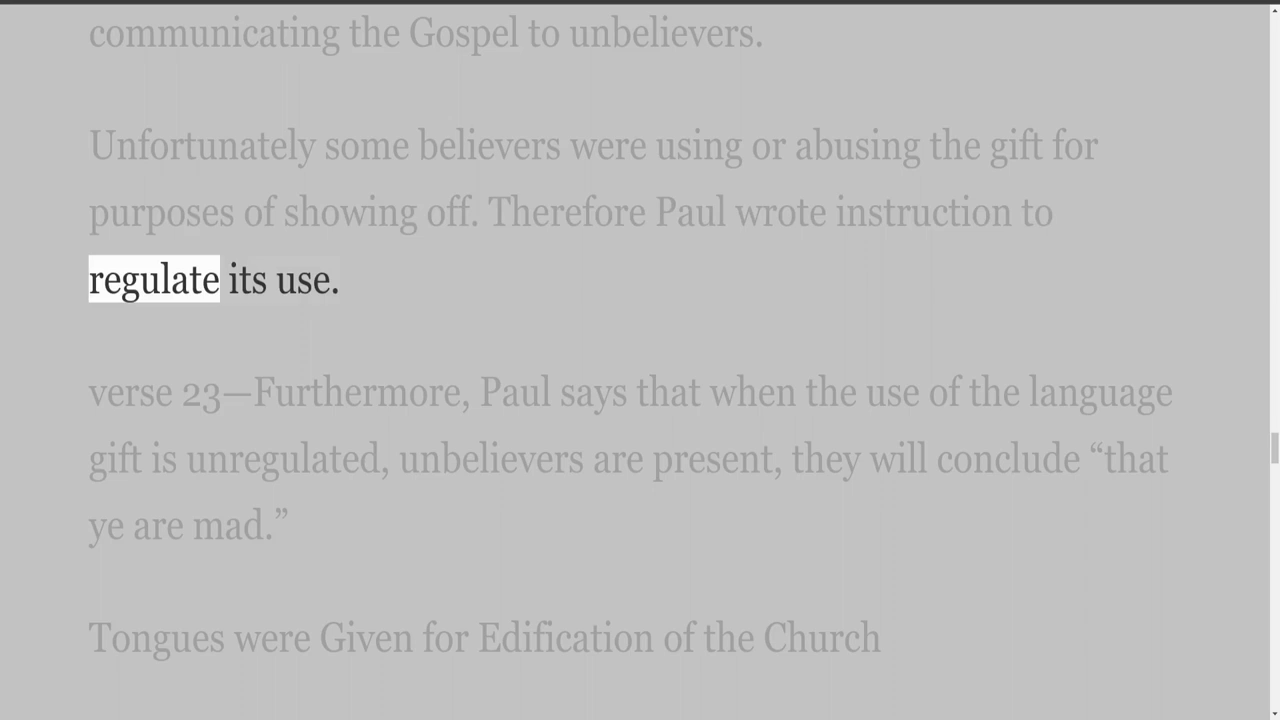 communicating the Gospel to unbelievers.
Unfortunately some believers were using or abusing the gift for
purposes of showing off. Therefore Paul wrote instruction to
regulate its use.
verse 23—Furthermore, Paul says that when the use of the language
gift is unregulated, unbelievers are present, they will conclude “that
ye are mad.”
Tongues were Given for Edification of the Church